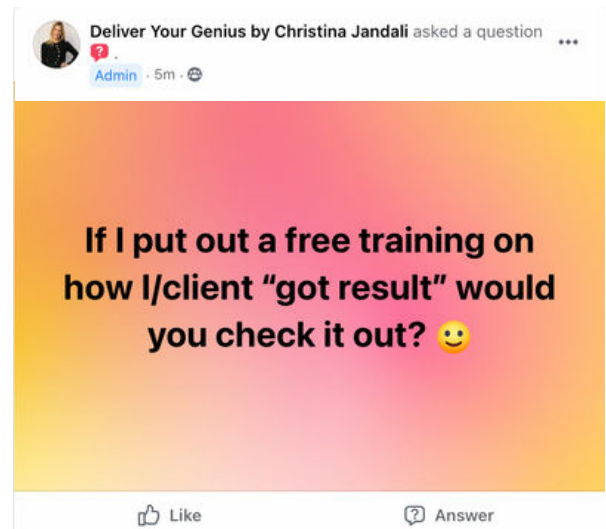 Deliver Your Genius by Christina Jandali asked a question
.
Admin · 5m ·
If I put out a free training on
how I/client “got result” would
you check it out? 🙂
Like
Answer